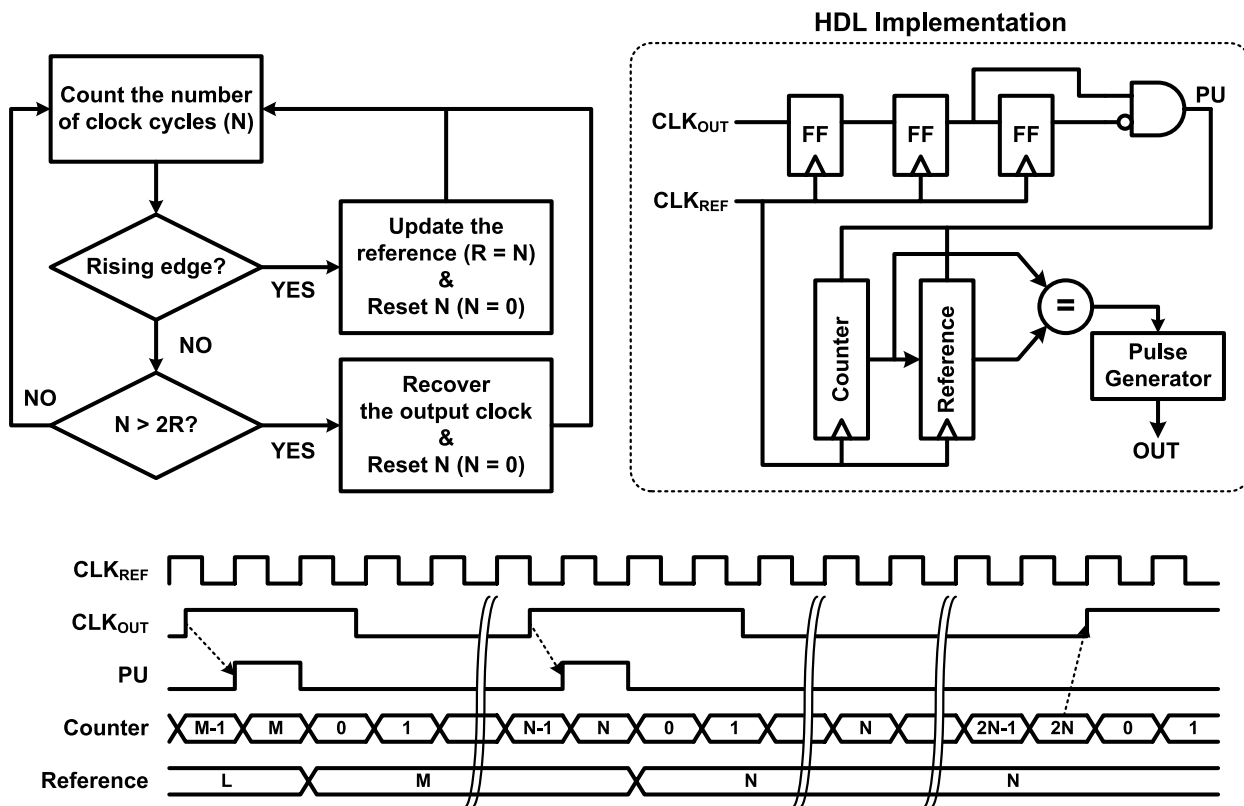 HDL Implementation
Count the number
of clock cycles (N)
Rising edge?
YES
Update the
reference (R = N)
&
Reset N (N = 0)
NO
N > 2R?
NO
YES
Recover
the output clock
&
Reset N (N = 0)
CLKOUT
FF
FF
FF
PU
CLKREF
Counter
Reference
=
Pulse
Generator
OUT
CLKREF
CLKOUT
PU
Counter
M-1 M 0 1 N-1 N 0 1 N 2N-1 2N 0 1
Reference
L M N N